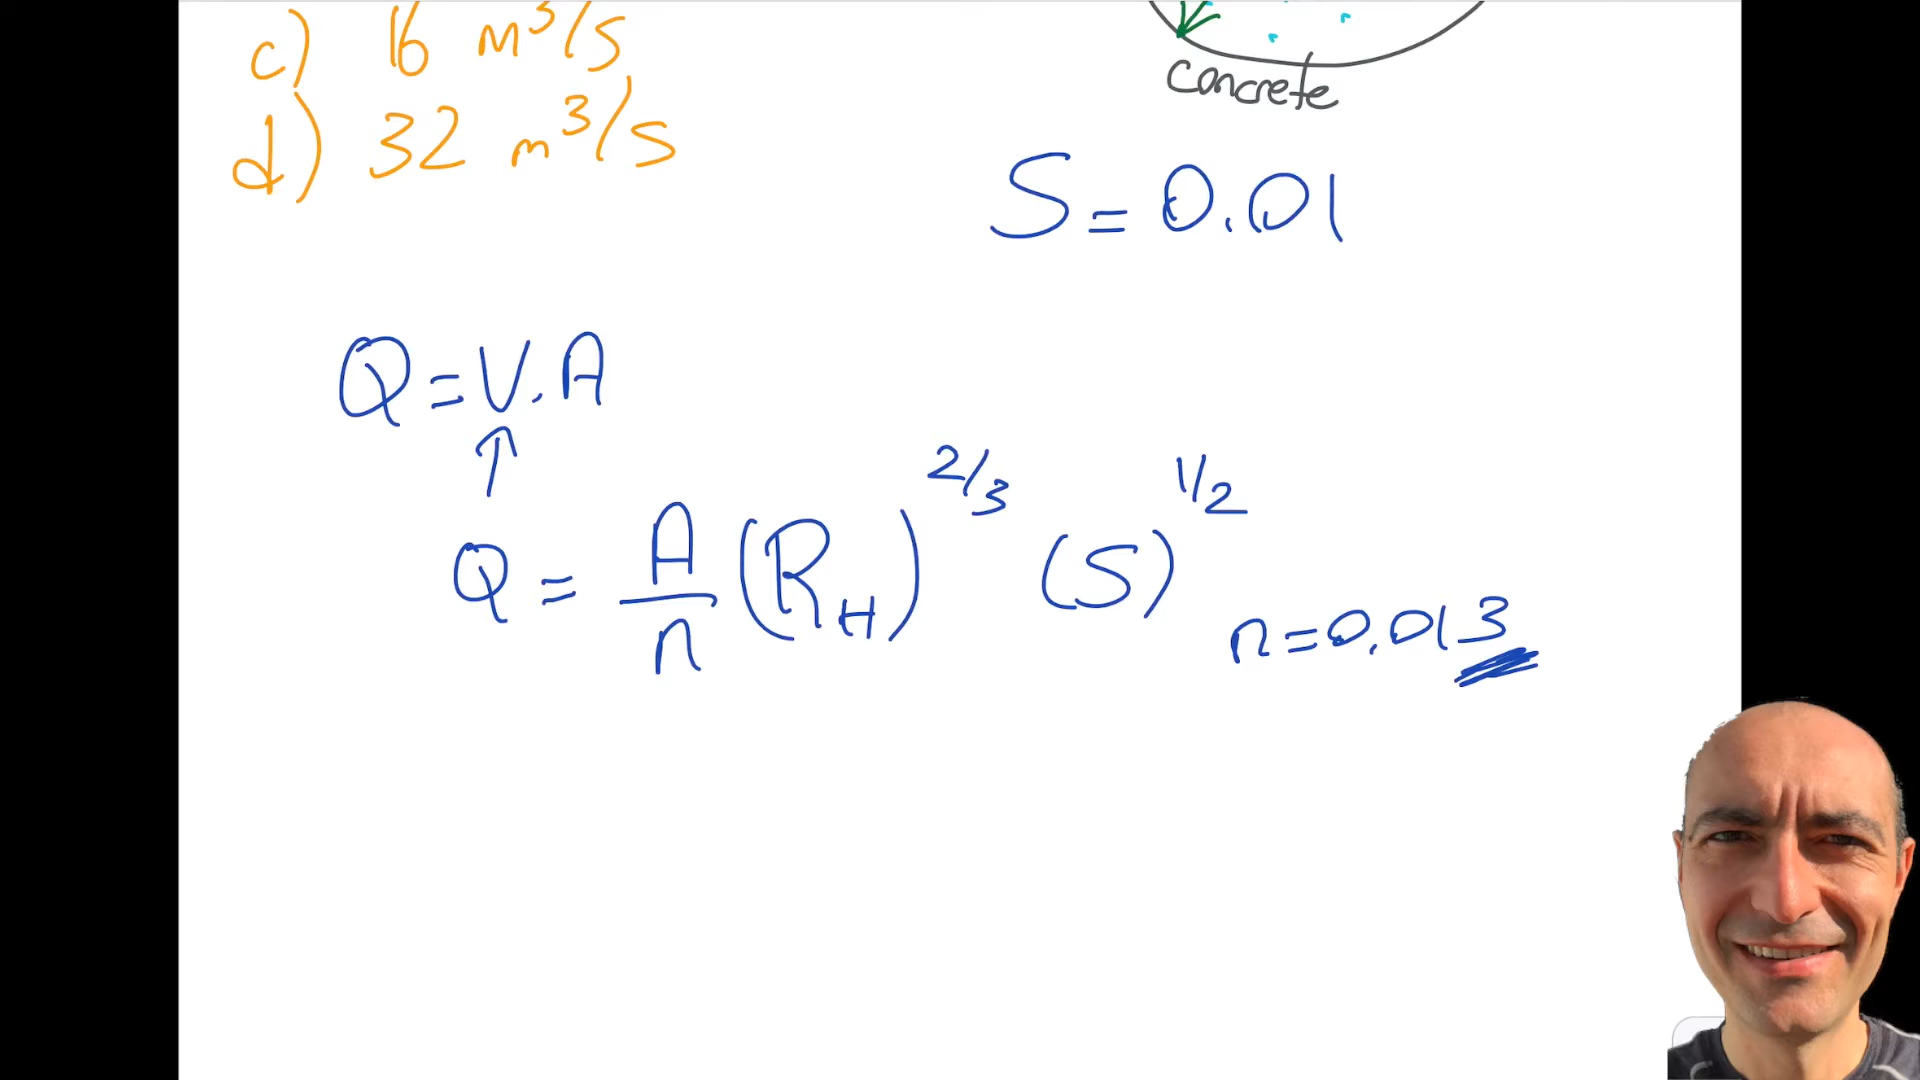 c) 16 m³/s
d) 32 m³/s
concrete
S = 0.01
Q = V. A
↑
Q = A/n (R_H)^2/3 (S)^1/2
n = 0.013